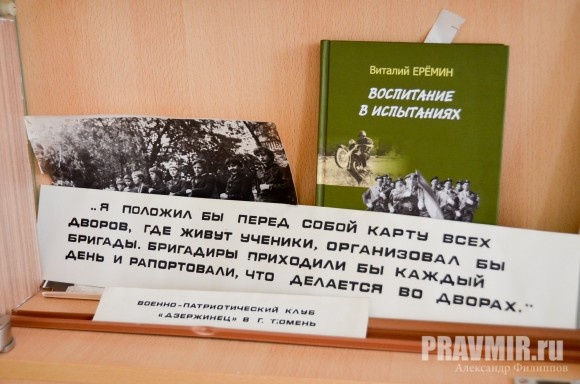 Виталий ЕРЁМИН
ВОСПИТАНИЕ
В ИСПЫТАНИЯХ
„Я ПОЛОЖИЛ БЫ ПЕРЕД СОБОЙ КАРТУ ВСЕХ
ДВОРОВ, ГДЕ ЖИВУТ УЧЕНИКИ, ОРГАНИЗОВАЛ БЫ
БРИГАДЫ. БРИГАДИРЫ ПРИХОДИЛИ БЫ КАЖДЫЙ
ДЕНЬ И РАПОРТОВАЛИ, ЧТО ДЕЛАЕТСЯ ВО ДВОРАХ.“
ВОЕННО-ПАТРИОТИЧЕСКИЙ КЛУБ
«ДЗЕРЖИНЕЦ» В Г. ТЮМЕНЬ
PRAVMIR.ru
Александр Филиппов